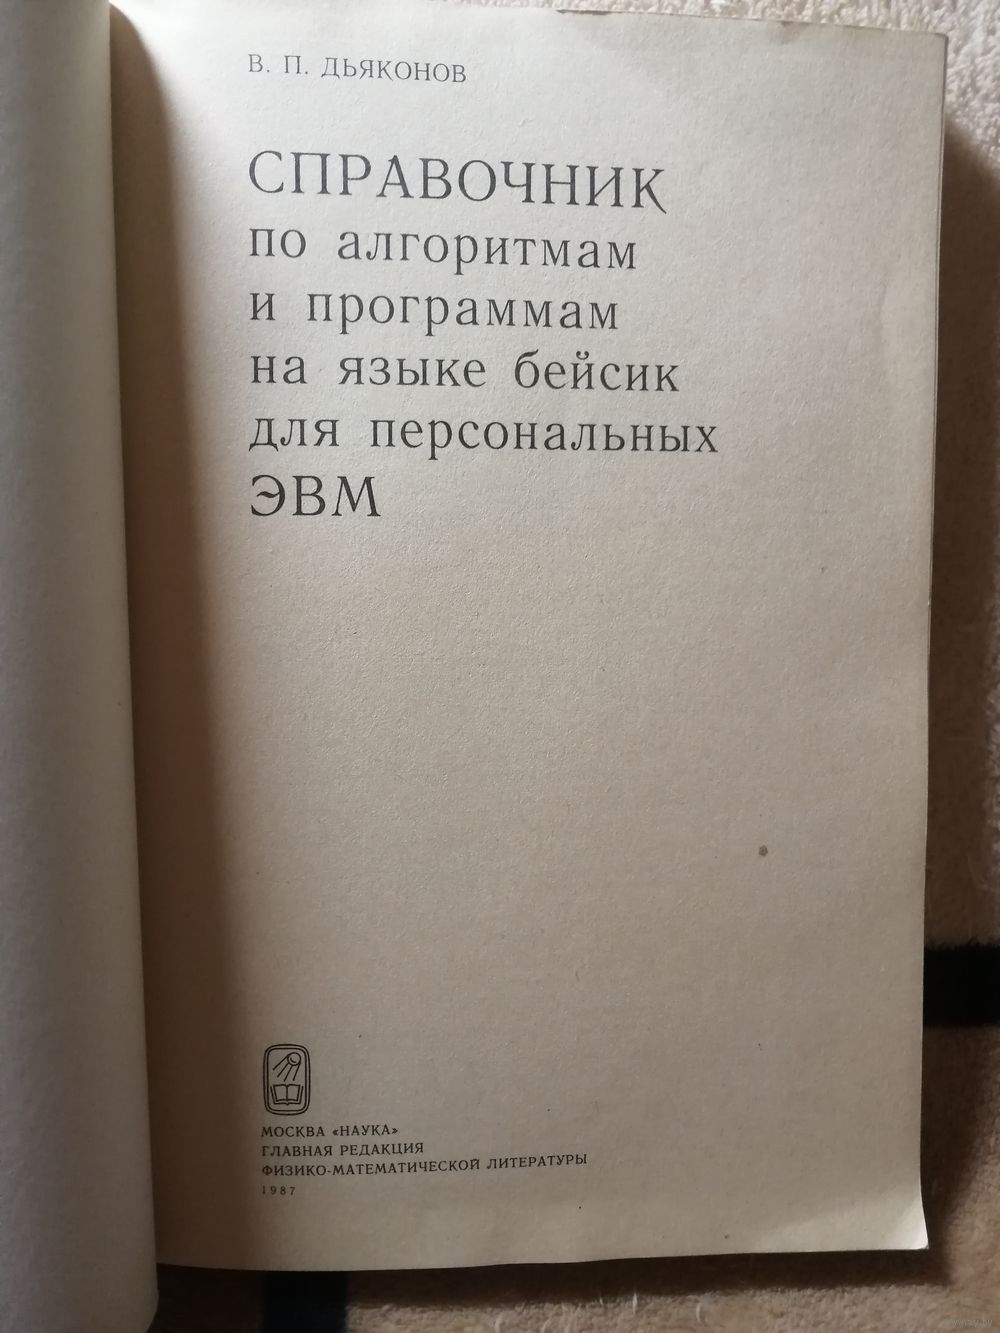 В. П. ДЬЯКОНОВ
СПРАВОЧНИК
по алгоритмам
и программам
на языке бейсик
для персональных
ЭВМ
МОСКВА «НАУКА»
ГЛАВНАЯ РЕДАКЦИЯ
ФИЗИКО-МАТЕМАТИЧЕСКОЙ ЛИТЕРАТУРЫ
1987